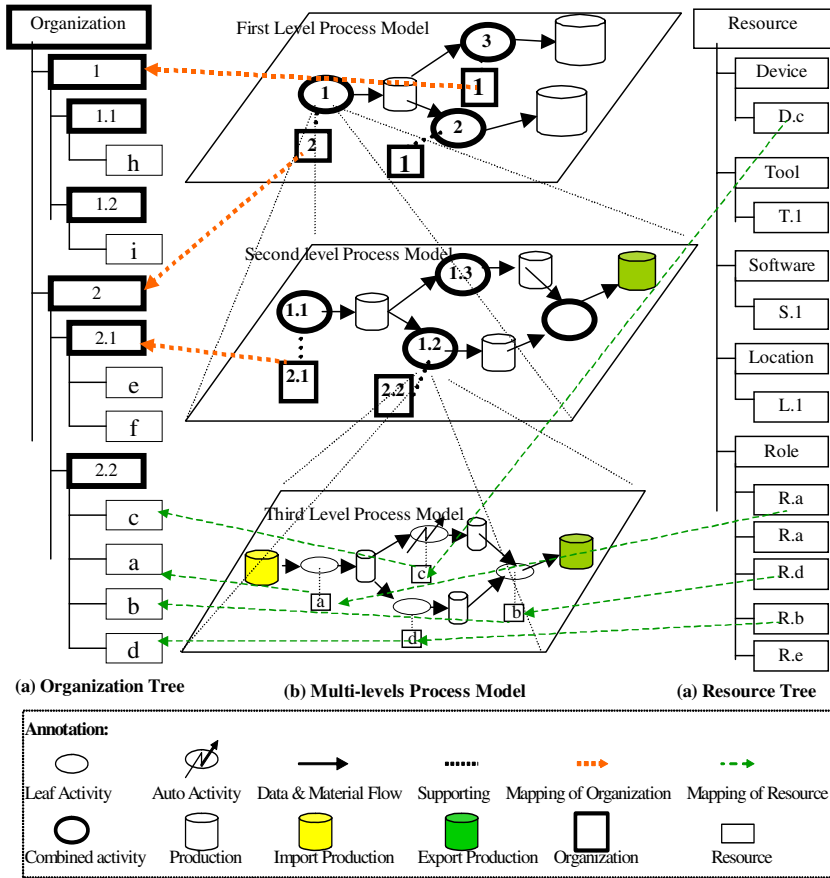 Organization
1
1.1
h
1.2
i
2
2.1
e
f
2.2
c
a
b
d
(a) Organization Tree
First Level Process Model
3
1
1
2
2
1
Second level Process Model
1.3
1.1
1.2
2.1
2.2
Third Level Process Model
c
a
b
d
(b) Multi-levels Process Model
Resource
Device
D.c
Tool
T.1
Software
S.1
Location
L.1
Role
R.a
R.a
R.d
R.b
R.e
(a) Resource Tree
Annotation:
Leaf Activity
Auto Activity
Data & Material Flow
Supporting
Mapping of Organization
Mapping of Resource
Combined activity
Production
Import Production
Export Production
Organization
Resource